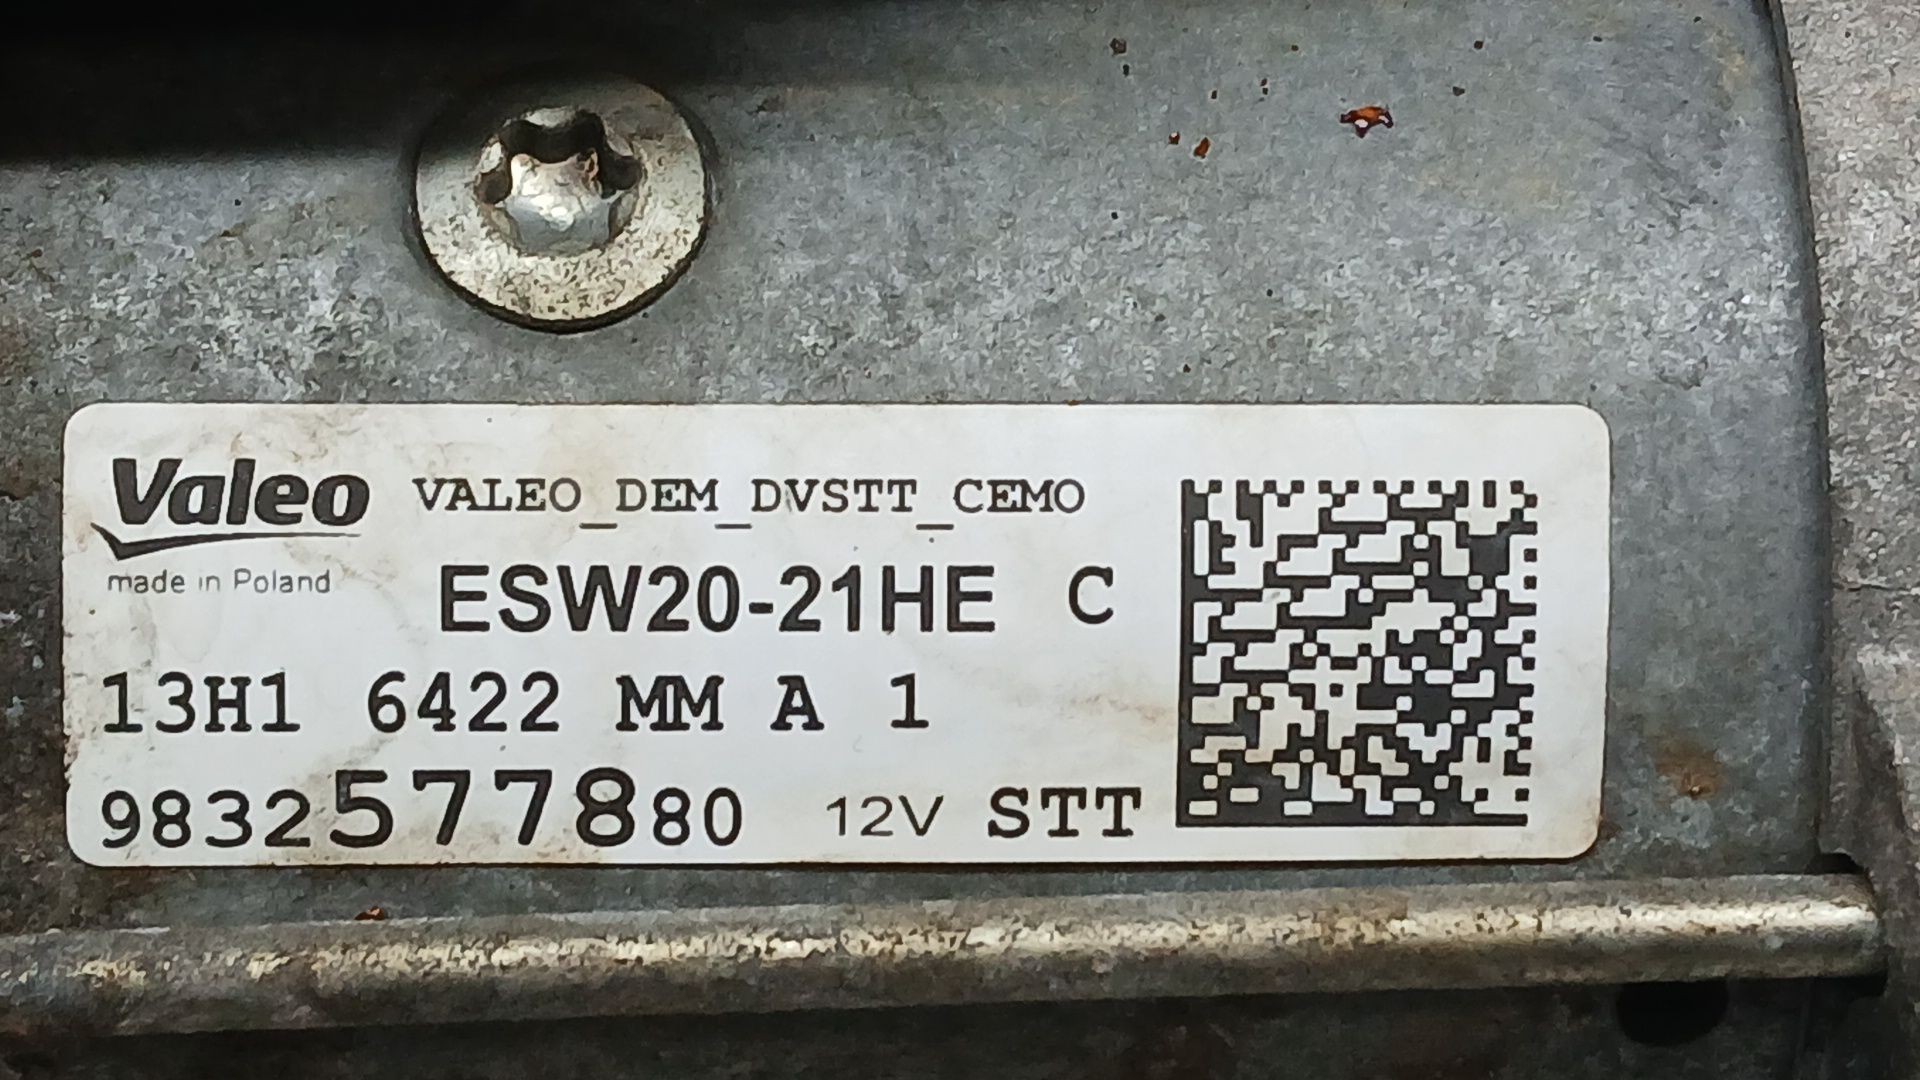 Valeo VALEO_DEM_DVSTT_CEMO
made in Poland
ESW20-21HE C
13H1 6422 MM A 1
9832577880 12V STT